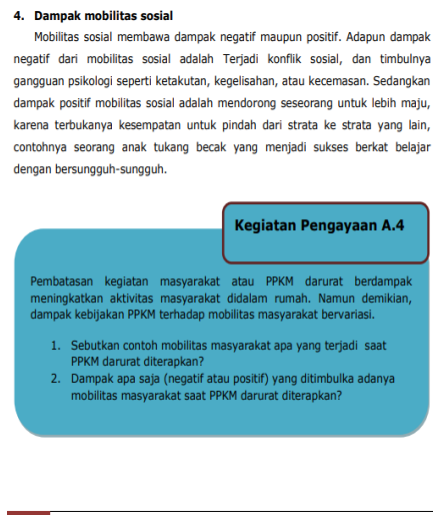 4. Dampak mobilitas sosial
Mobilitas sosial membawa dampak negatif maupun positif. Adapun dampak
negatif dari mobilitas sosial adalah Terjadi konflik sosial, dan timbulnya
gangguan psikologi seperti ketakutan, kegelisahan, atau kecemasan. Sedangkan
dampak positif mobilitas sosial adalah mendorong seseorang untuk lebih maju,
karena terbukanya kesempatan untuk pindah dari strata ke strata yang lain,
contohnya seorang anak tukang becak yang menjadi sukses berkat belajar
dengan bersungguh-sungguh.
Kegiatan Pengayaan A.4
Pembatasan kegiatan masyarakat atau PPKM darurat berdampak
meningkatkan aktivitas masyarakat didalam rumah. Namun demikian,
dampak kebijakan PPKM terhadap mobilitas masyarakat bervariasi.
1. Sebutkan contoh mobilitas masyarakat apa yang terjadi saat
PPKM darurat diterapkan?
2. Dampak apa saja (negatif atau positif) yang ditimbulka adanya
mobilitas masyarakat saat PPKM darurat diterapkan?